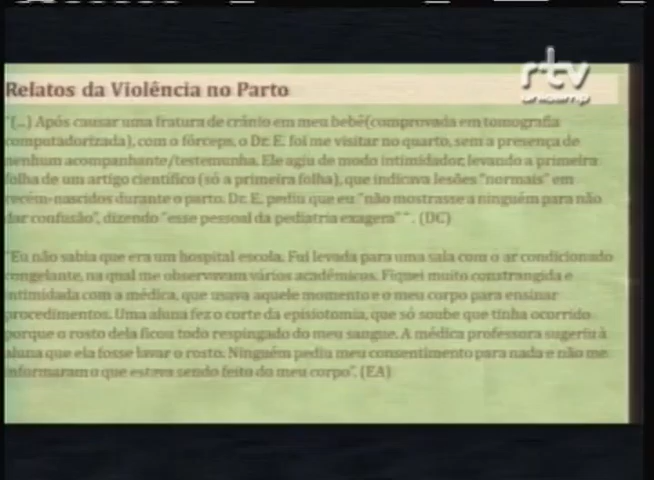 rtv
unicamp
Relatos da Violência no Parto
"(...) Após causar uma fratura de crânio em meu bebê(comprovada em tomografia
computadorizada), com o fórceps, o Dr. E. foi me visitar no quarto, sem a presença de
nenhum acompanhante/testemunha. Ele agiu de modo intimidador, levando a primeira
folha de um artigo científico (só a primeira folha), que indicava lesões "normais" em
recém-nascidos durante o parto. Dr. E. pediu que eu "não mostrasse a ninguém para não
dar confusão", dizendo "esse pessoal da pediatria exagera" ". (DC)
"Eu não sabia que era um hospital escola. Fui levada para uma sala com o ar condicionado
congelante, na qual me observavam vários acadêmicos. Fiquei muito constrangida e
intimidada com a médica, que usava aquele momento e o meu corpo para ensinar
procedimentos. Uma aluna fez o corte da episiotomia, que só soube que tinha ocorrido
porque o rosto dela ficou todo respingado do meu sangue. A médica professora sugeriu à
aluna que ela fosse lavar o rosto. Ninguém pediu meu consentimento para nada e não me
informaram o que estava sendo feito do meu corpo". (EA)